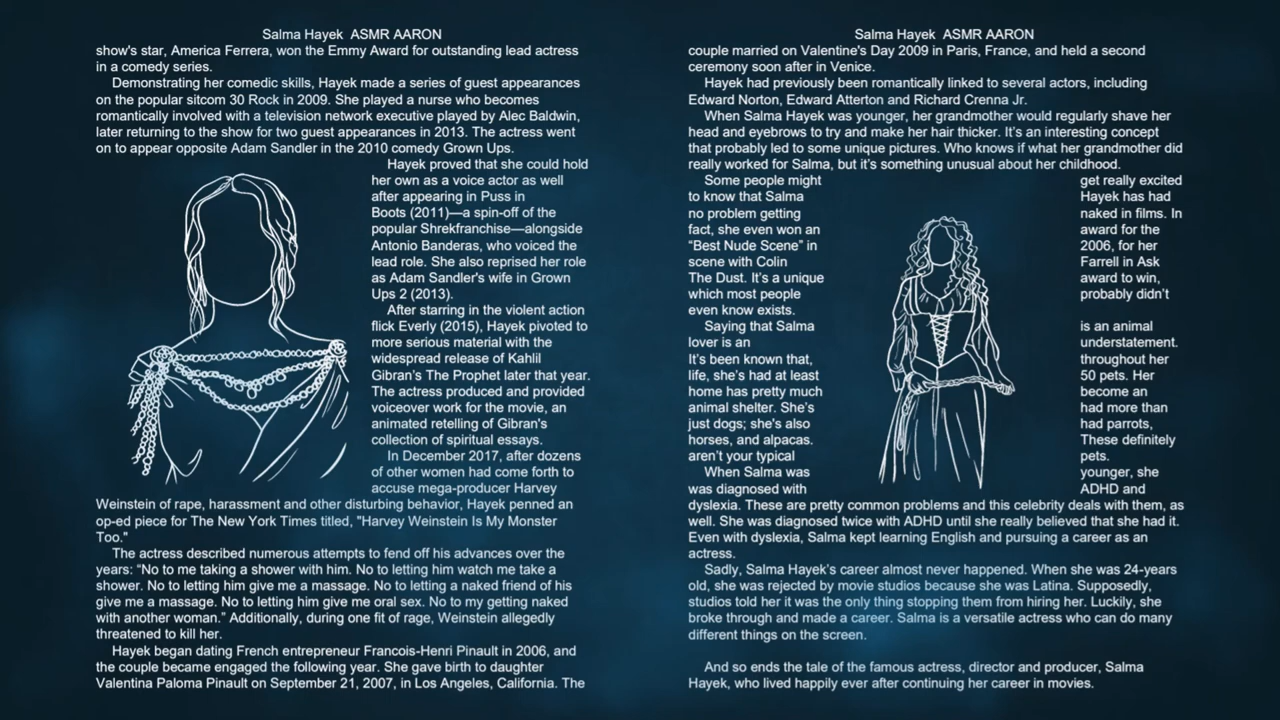 Salma Hayek  ASMR AARON
show's star, America Ferrera, won the Emmy Award for outstanding lead actress
in a comedy series.
Demonstrating her comedic skills, Hayek made a series of guest appearances
on the popular sitcom 30 Rock in 2009. She played a nurse who becomes
romantically involved with a television network executive played by Alec Baldwin,
later returning to the show for two guest appearances in 2013. The actress went
on to appear opposite Adam Sandler in the 2010 comedy Grown Ups.
Hayek proved that she could hold
her own as a voice actor as well
after appearing in Puss in
Boots (2011)—a spin-off of the
popular Shrekfranchise—alongside
Antonio Banderas, who voiced the
lead role. She also reprised her role
as Adam Sandler's wife in Grown
Ups 2 (2013).
After starring in the violent action
flick Everly (2015), Hayek pivoted to
more serious material with the
widespread release of Kahlil
Gibran's The Prophet later that year.
The actress produced and provided
voiceover work for the movie, an
animated retelling of Gibran's
collection of spiritual essays.
In December 2017, after dozens
of other women had come forth to
accuse mega-producer Harvey
Weinstein of rape, harassment and other disturbing behavior, Hayek penned an
op-ed piece for The New York Times titled, "Harvey Weinstein Is My Monster
Too."
The actress described numerous attempts to fend off his advances over the
years: “No to me taking a shower with him. No to letting him watch me take a
shower. No to letting him give me a massage. No to letting a naked friend of his
give me a massage. No to letting him give me oral sex. No to my getting naked
with another woman.” Additionally, during one fit of rage, Weinstein allegedly
threatened to kill her.
Hayek began dating French entrepreneur Francois-Henri Pinault in 2006, and
the couple became engaged the following year. She gave birth to daughter
Valentina Paloma Pinault on September 21, 2007, in Los Angeles, California. The
Salma Hayek  ASMR AARON
couple married on Valentine's Day 2009 in Paris, France, and held a second
ceremony soon after in Venice.
Hayek had previously been romantically linked to several actors, including
Edward Norton, Edward Atterton and Richard Crenna Jr.
When Salma Hayek was younger, her grandmother would regularly shave her
head and eyebrows to try and make her hair thicker. It’s an interesting concept
that probably led to some unique pictures. Who knows if what her grandmother did
really worked for Salma, but it’s something unusual about her childhood.
Some people might get really excited
to know that Salma Hayek has had
no problem getting naked in films. In
fact, she even won an award for the
“Best Nude Scene” in 2006, for her
scene with Colin Farrell in Ask
The Dust. It’s a unique award to win,
which most people probably didn’t
even know exists.
Saying that Salma is an animal
lover is an understatement.
It’s been known that, throughout her
life, she’s had at least 50 pets. Her
home has pretty much become an
animal shelter. She’s had more than
just dogs; she’s also had parrots,
horses, and alpacas. These definitely
aren’t your typical pets.
When Salma was younger, she
was diagnosed with ADHD and
dyslexia. These are pretty common problems and this celebrity deals with them, as
well. She was diagnosed twice with ADHD until she really believed that she had it.
Even with dyslexia, Salma kept learning English and pursuing a career as an
actress.
Sadly, Salma Hayek’s career almost never happened. When she was 24-years
old, she was rejected by movie studios because she was Latina. Supposedly,
studios told her it was the only thing stopping them from hiring her. Luckily, she
broke through and made a career. Salma is a versatile actress who can do many
different things on the screen.
And so ends the tale of the famous actress, director and producer, Salma
Hayek, who lived happily ever after continuing her career in movies.